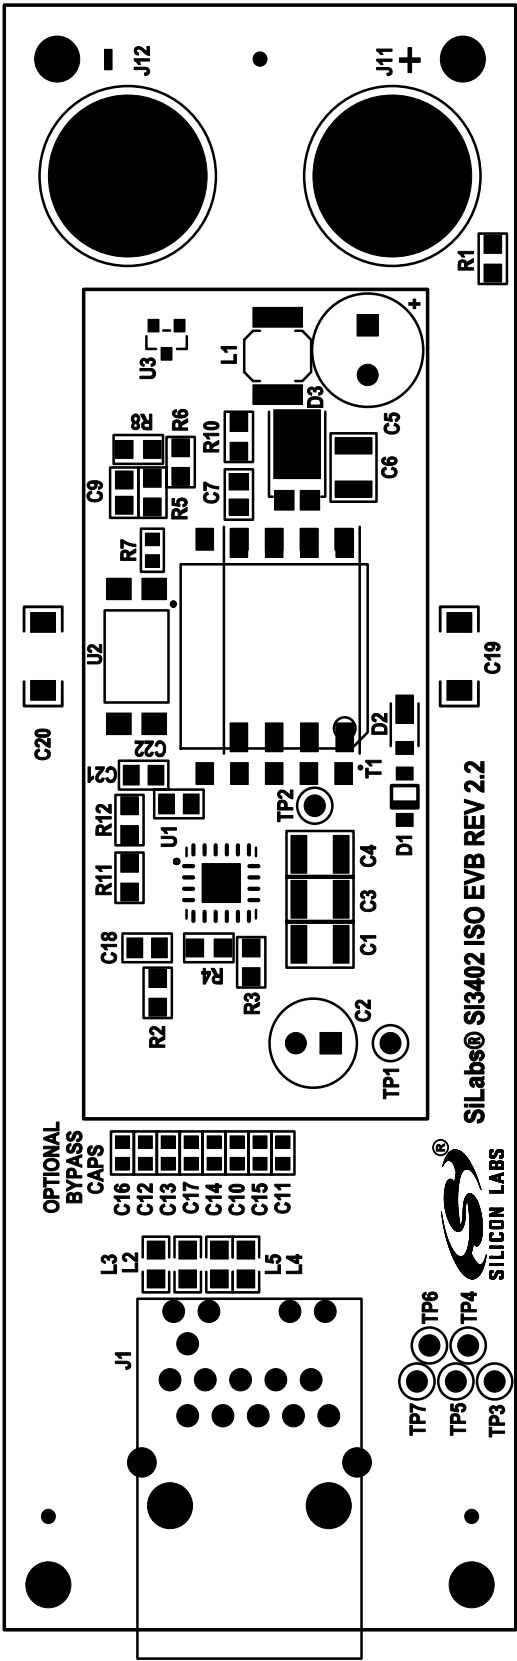 J12
-
J11
+
R1
U3
L1
+
D3
C5
R8
R6
R10
C6
C9
R5
C7
R7
U2
C20
C19
C22
C21
D2
T1
TP2
R12
U1
D1
R11
C4
C3
C1
C18
R4
R3
R2
C2
TP1
SiLabs® SI3402 ISO EVB REV 2.2
OPTIONAL
BYPASS
CAPS
C16
C12
C13
C17
C14
C10
C15
C11
®
SILICON LABS
L3
L2
L5
L4
J1
TP6
TP4
TP7
TP5
TP3